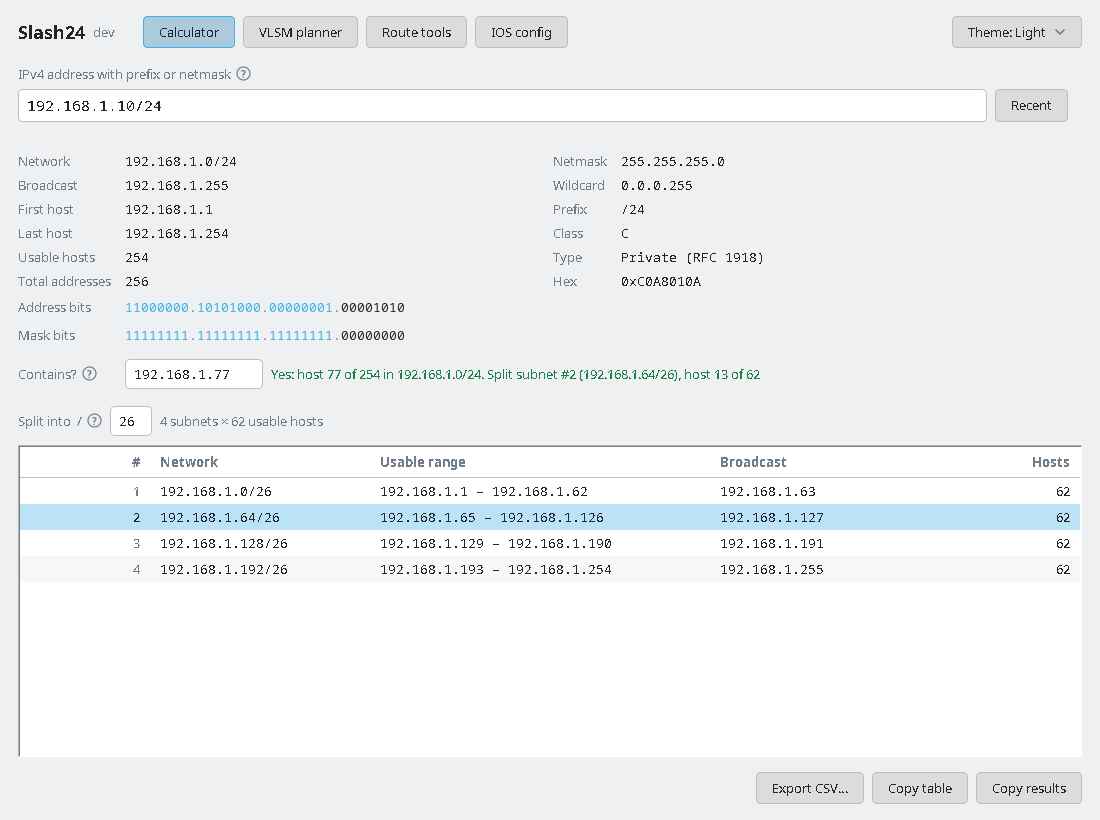 Slash24 dev Calculator VLSM planner Route tools IOS config Theme: Light
IPv4 address with prefix or netmask ?
192.168.1.10/24 Recent
Network 192.168.1.0/24 Netmask 255.255.255.0
Broadcast 192.168.1.255 Wildcard 0.0.0.255
First host 192.168.1.1 Prefix /24
Last host 192.168.1.254 Class C
Usable hosts 254 Type Private (RFC 1918)
Total addresses 256 Hex 0xC0A8010A
Address bits 11000000.10101000.00000001.00001010
Mask bits 11111111.11111111.11111111.00000000
Contains? ? 192.168.1.77 Yes: host 77 of 254 in 192.168.1.0/24. Split subnet #2 (192.168.1.64/26), host 13 of 62
Split into / ? 26 4 subnets × 62 usable hosts
# Network Usable range Broadcast Hosts
1 192.168.1.0/26 192.168.1.1 – 192.168.1.62 192.168.1.63 62
2 192.168.1.64/26 192.168.1.65 – 192.168.1.126 192.168.1.127 62
3 192.168.1.128/26 192.168.1.129 – 192.168.1.190 192.168.1.191 62
4 192.168.1.192/26 192.168.1.193 – 192.168.1.254 192.168.1.255 62
Export CSV... Copy table Copy results